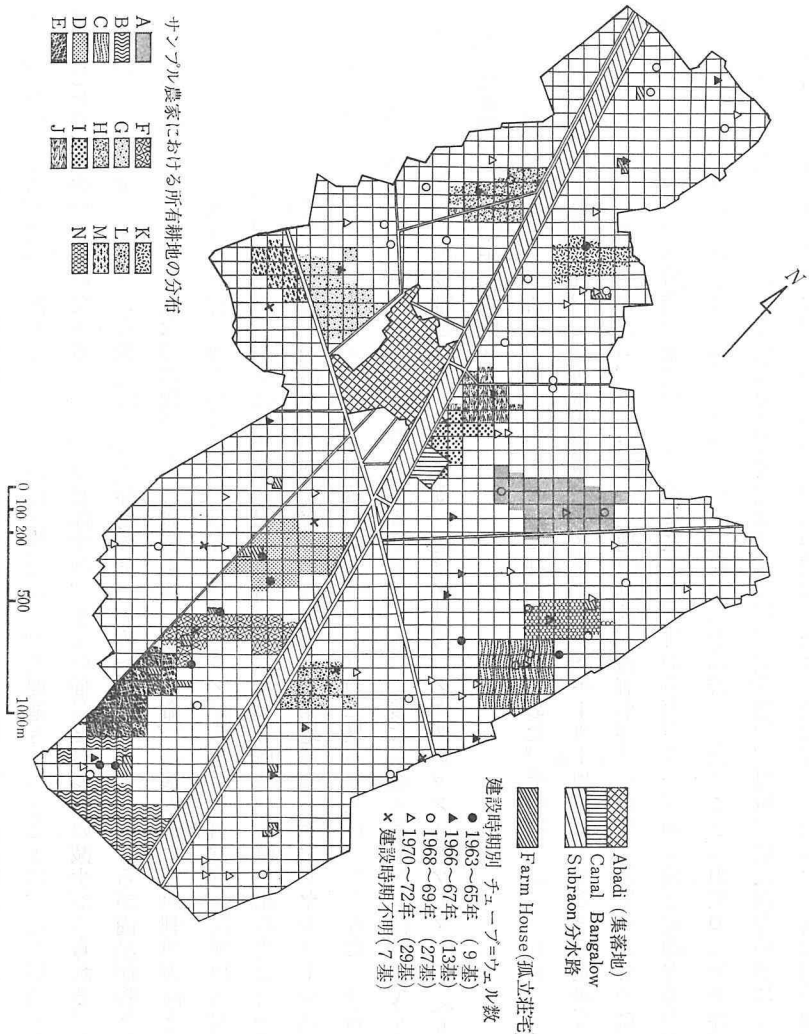 N
Abadi (集落地)
Canal Bangalow
Subraon 分水路
Farm House(孤立荘宅)
建設時期別 チューブ=ウェル数
● 1963~65年 (9基)
▲ 1966~67年 (13基)
○ 1968~69年 (27基)
△ 1970~72年 (29基)
× 建設時期不明 (7基)
0 100 200 500 1000m
サンプル農家における所有耕地の分布
A F K
B G L
C H M
D I N
E J